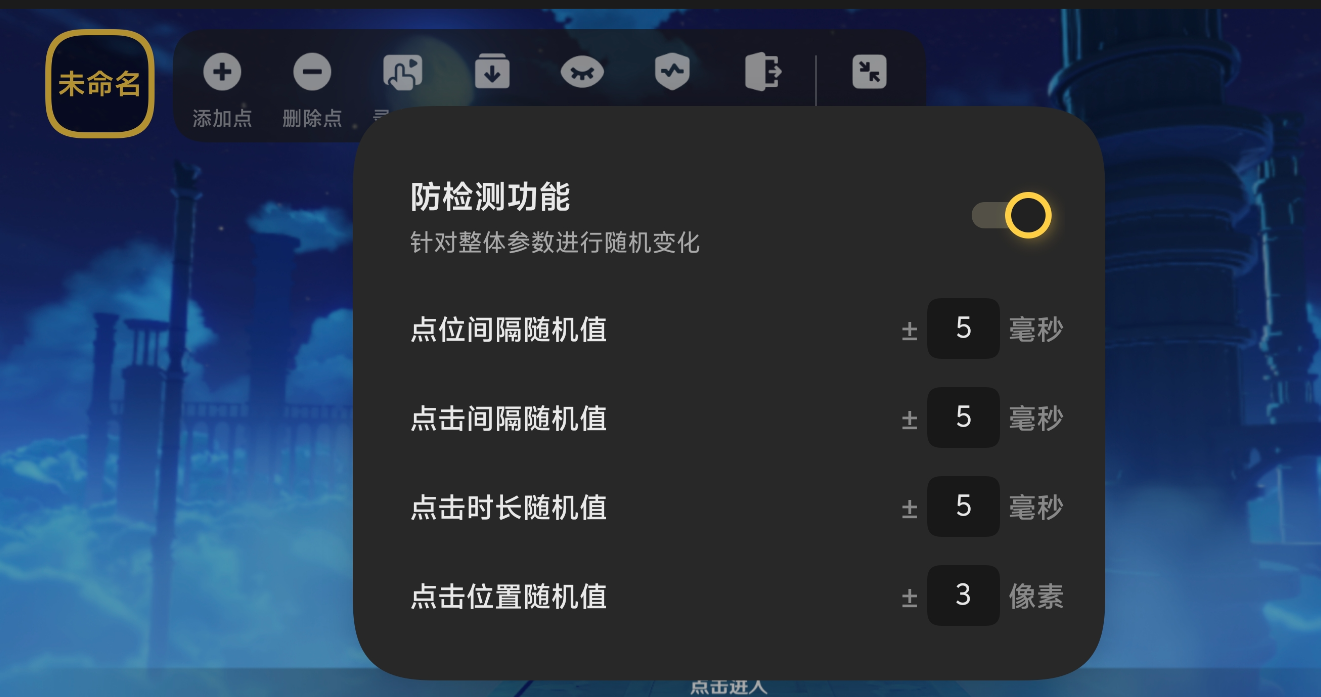 未命名
添加点
删除点
防检测功能
针对整体参数进行随机变化
点位间隔随机值 ± 5 毫秒
点击间隔随机值 ± 5 毫秒
点击时长随机值 ± 5 毫秒
点击位置随机值 ± 3 像素
点击进入